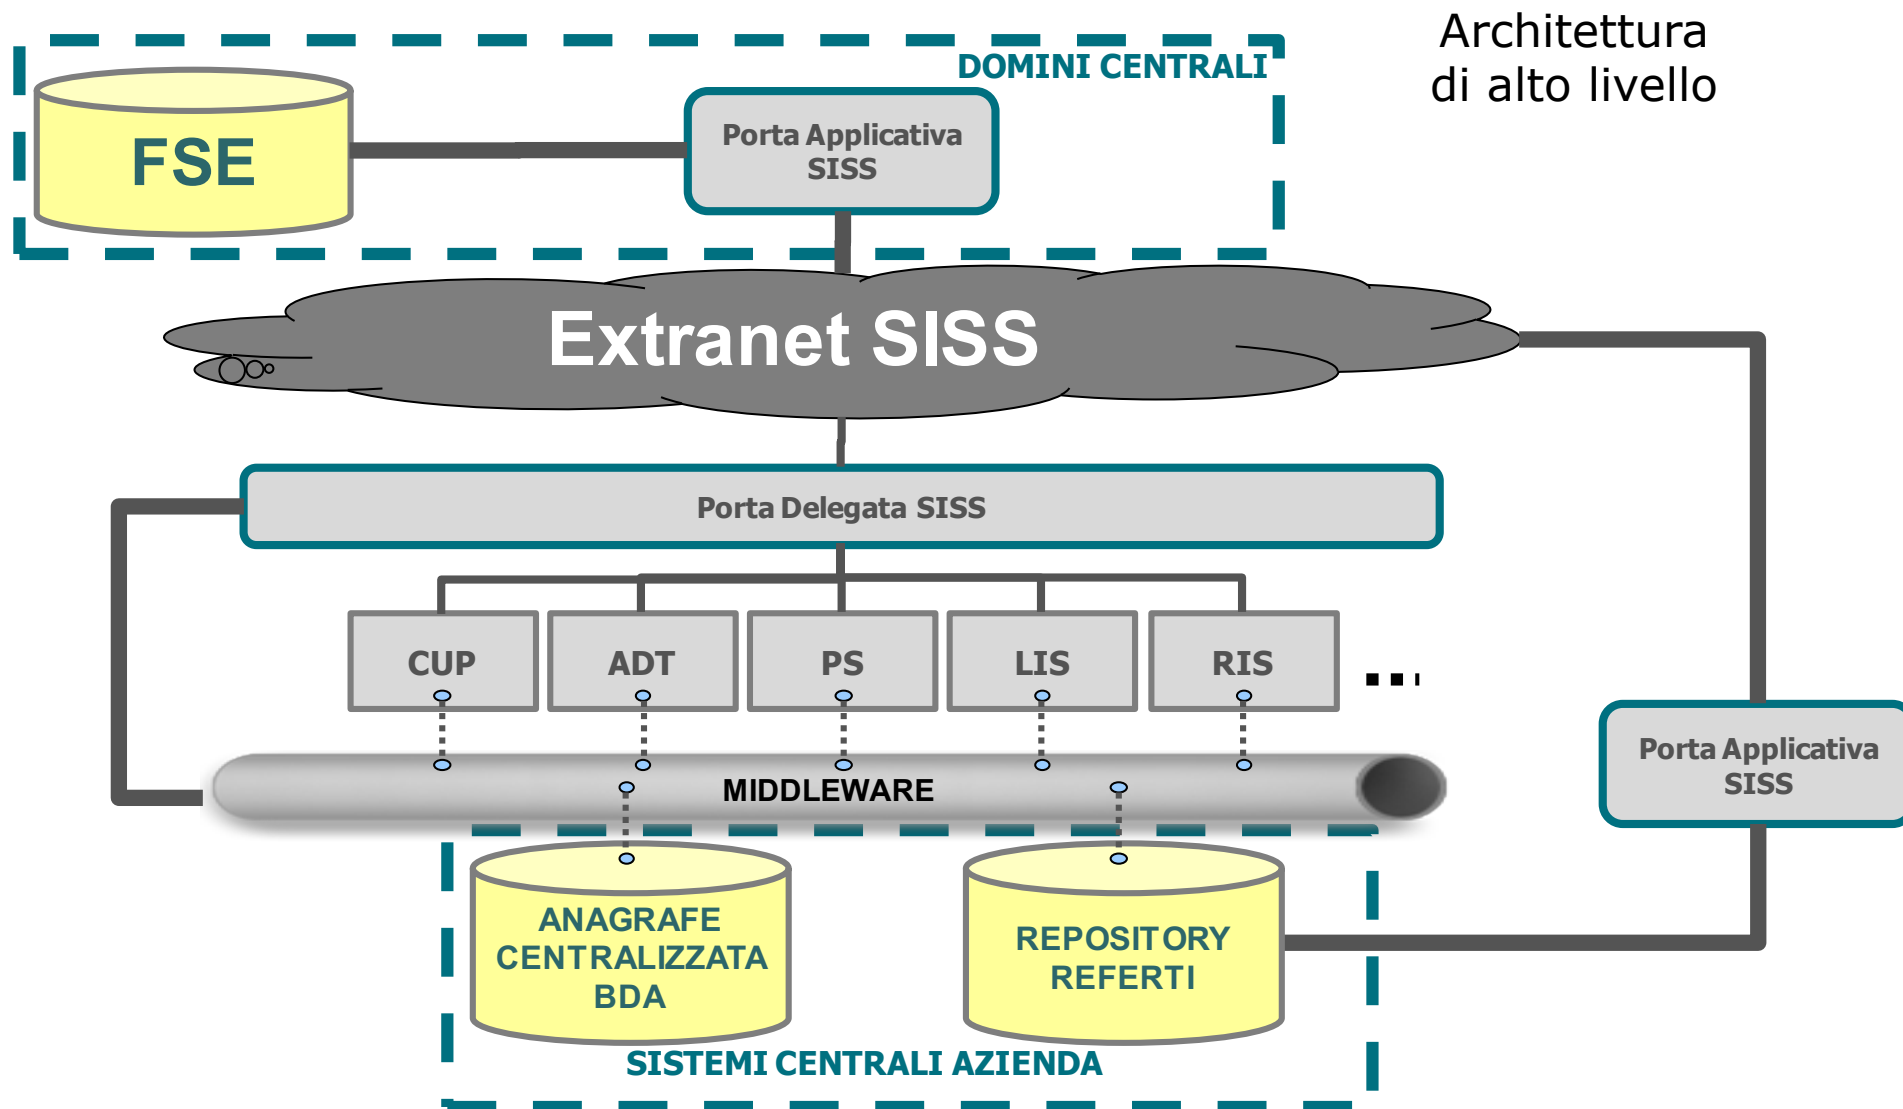 Architettura
di alto livello
DOMINI CENTRALI
FSE
Porta Applicativa
SISS
Extranet SISS
Porta Delegata SISS
CUP
ADT
PS
LIS
RIS
...
Porta Applicativa
SISS
MIDDLEWARE
ANAGRAFE
CENTRALIZZATA
BDA
REPOSITORY
REFERTI
SISTEMI CENTRALI AZIENDA